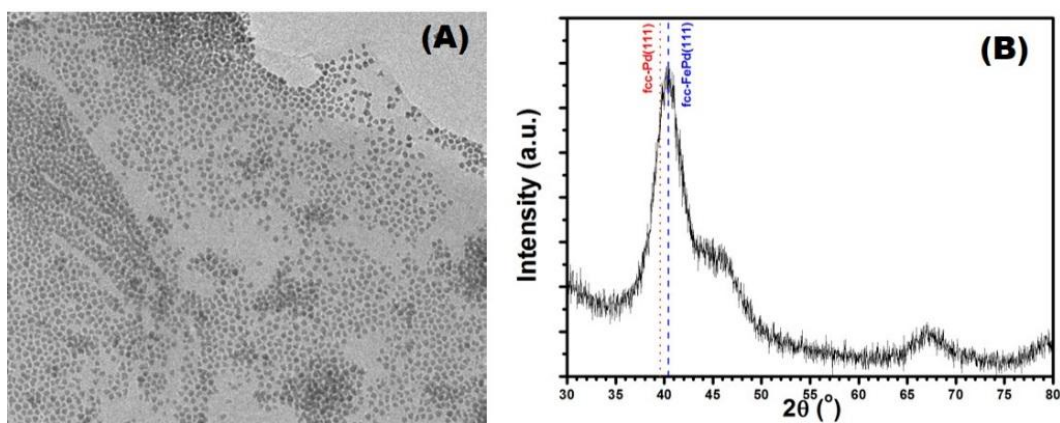 (A)
(B)
fcc-Pd(111)
fcc-FePd(111)
Intensity (a.u.)
30 35 40 45 50 55 60 65 70 75 80
2θ (°)